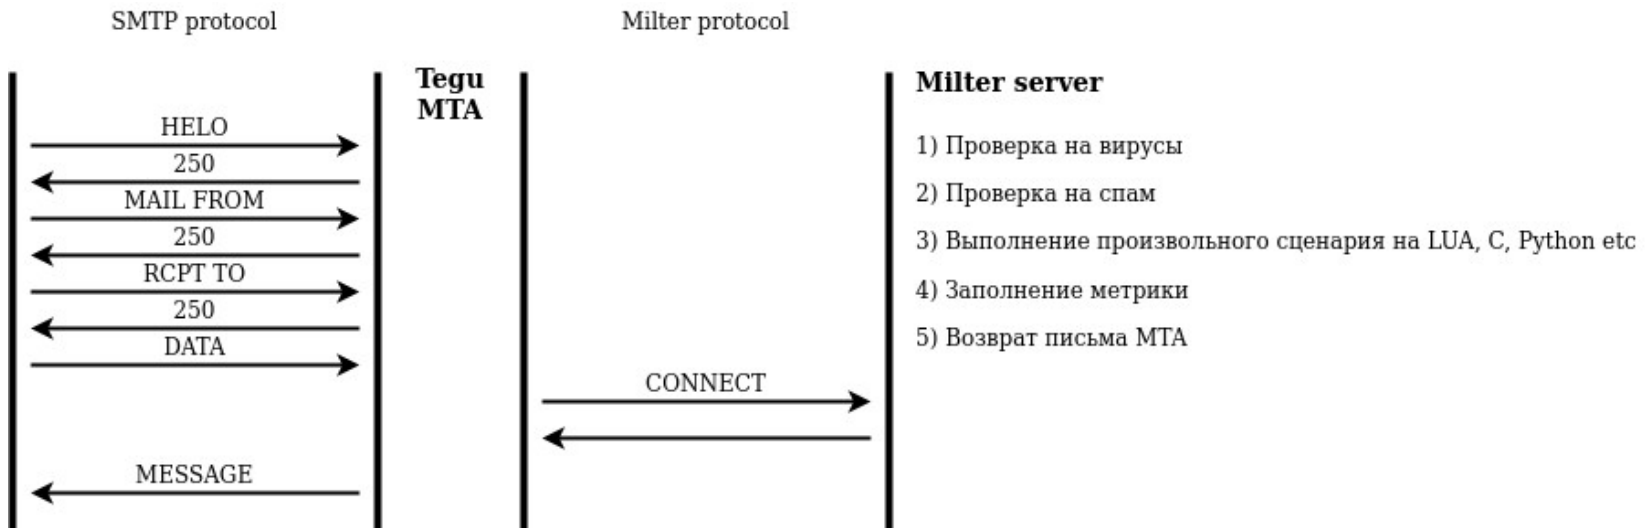 SMTP protocol
Milter protocol
Tegu
MTA
Milter server
HELO
250
MAIL FROM
250
RCPT TO
250
DATA
CONNECT
MESSAGE
1) Проверка на вирусы
2) Проверка на спам
3) Выполнение произвольного сценария на LUA, C, Python etc
4) Заполнение метрики
5) Возврат письма MTA